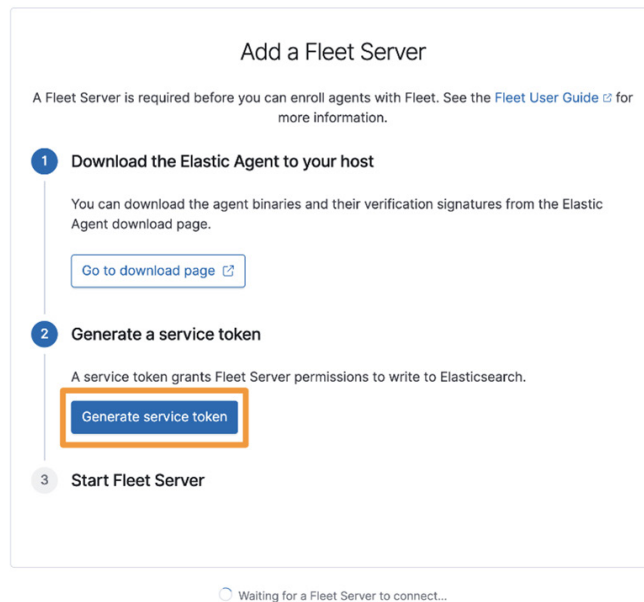 Add a Fleet Server
A Fleet Server is required before you can enroll agents with Fleet. See the Fleet User Guide for
more information.
1 Download the Elastic Agent to your host
You can download the agent binaries and their verification signatures from the Elastic
Agent download page.
Go to download page
2 Generate a service token
A service token grants Fleet Server permissions to write to Elasticsearch.
Generate service token
3 Start Fleet Server
Waiting for a Fleet Server to connect...